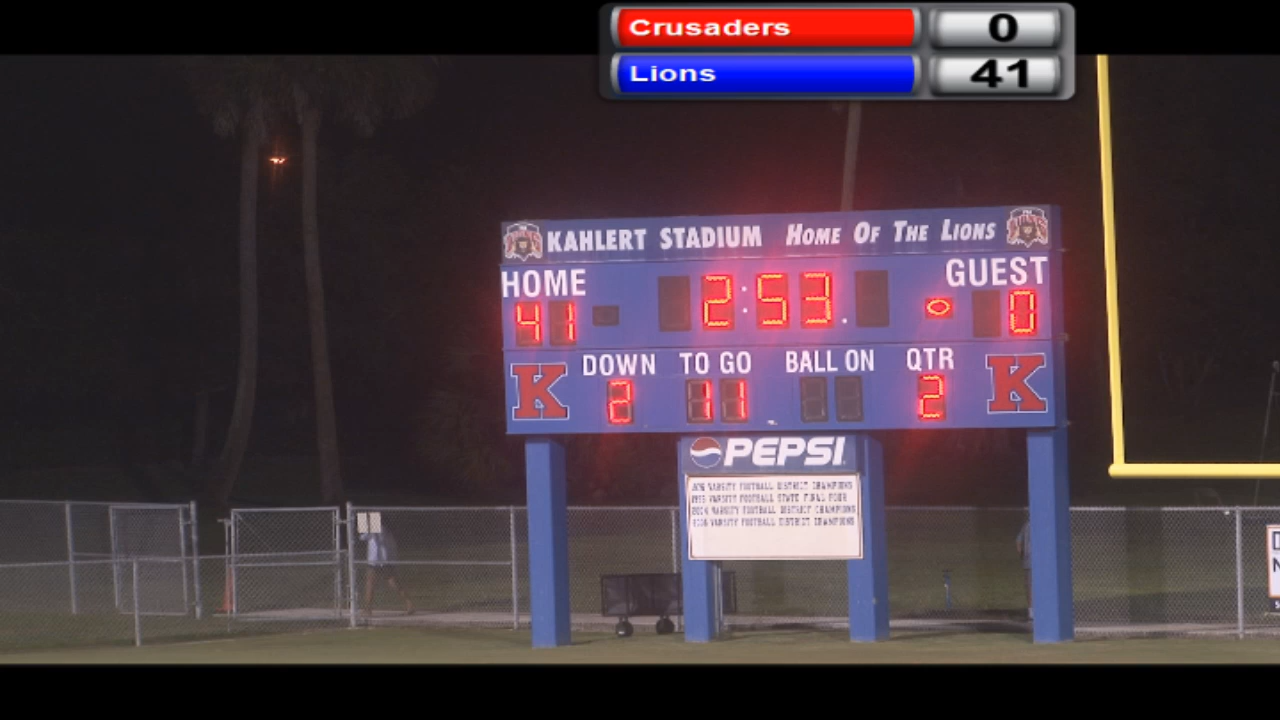 Crusaders 0
Lions 41
KAHLERT STADIUM HOME OF THE LIONS
HOME GUEST
41 2:53 0
DOWN TO GO BALL ON QTR
K 2 11 2 K
PEPSI
VARSITY FOOTBALL DISTRICT CHAMPIONS
VARSITY FOOTBALL STATE FINAL FOUR
VARSITY FOOTBALL DISTRICT CHAMPIONS
VARSITY FOOTBALL DISTRICT CHAMPIONS